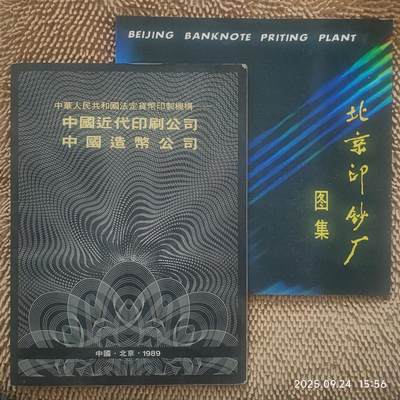 BEIJING BANKNOTE PRITING PLANT
北京印钞厂
图集
中華人民共和國法定貨幣印製機構——
中國近代印刷公司
中國造幣公司
中國·北京·1989
2025.09.24 15:56